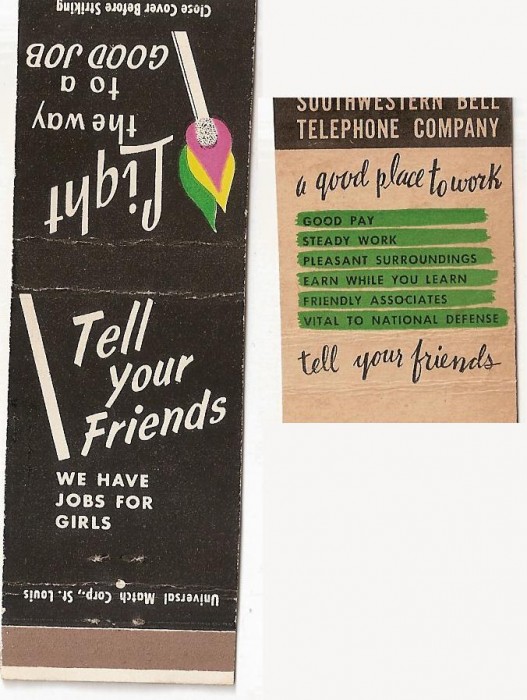 Close Cover Before Striking
Light
the way
to a
GOOD JOB
Tell
your
Friends
WE HAVE
JOBS FOR
GIRLS
Universal Match Corp., St. Louis
SOUTHWESTERN BELL
TELEPHONE COMPANY
a good place to work
GOOD PAY
STEADY WORK
PLEASANT SURROUNDINGS
EARN WHILE YOU LEARN
FRIENDLY ASSOCIATES
VITAL TO NATIONAL DEFENSE
tell your friends